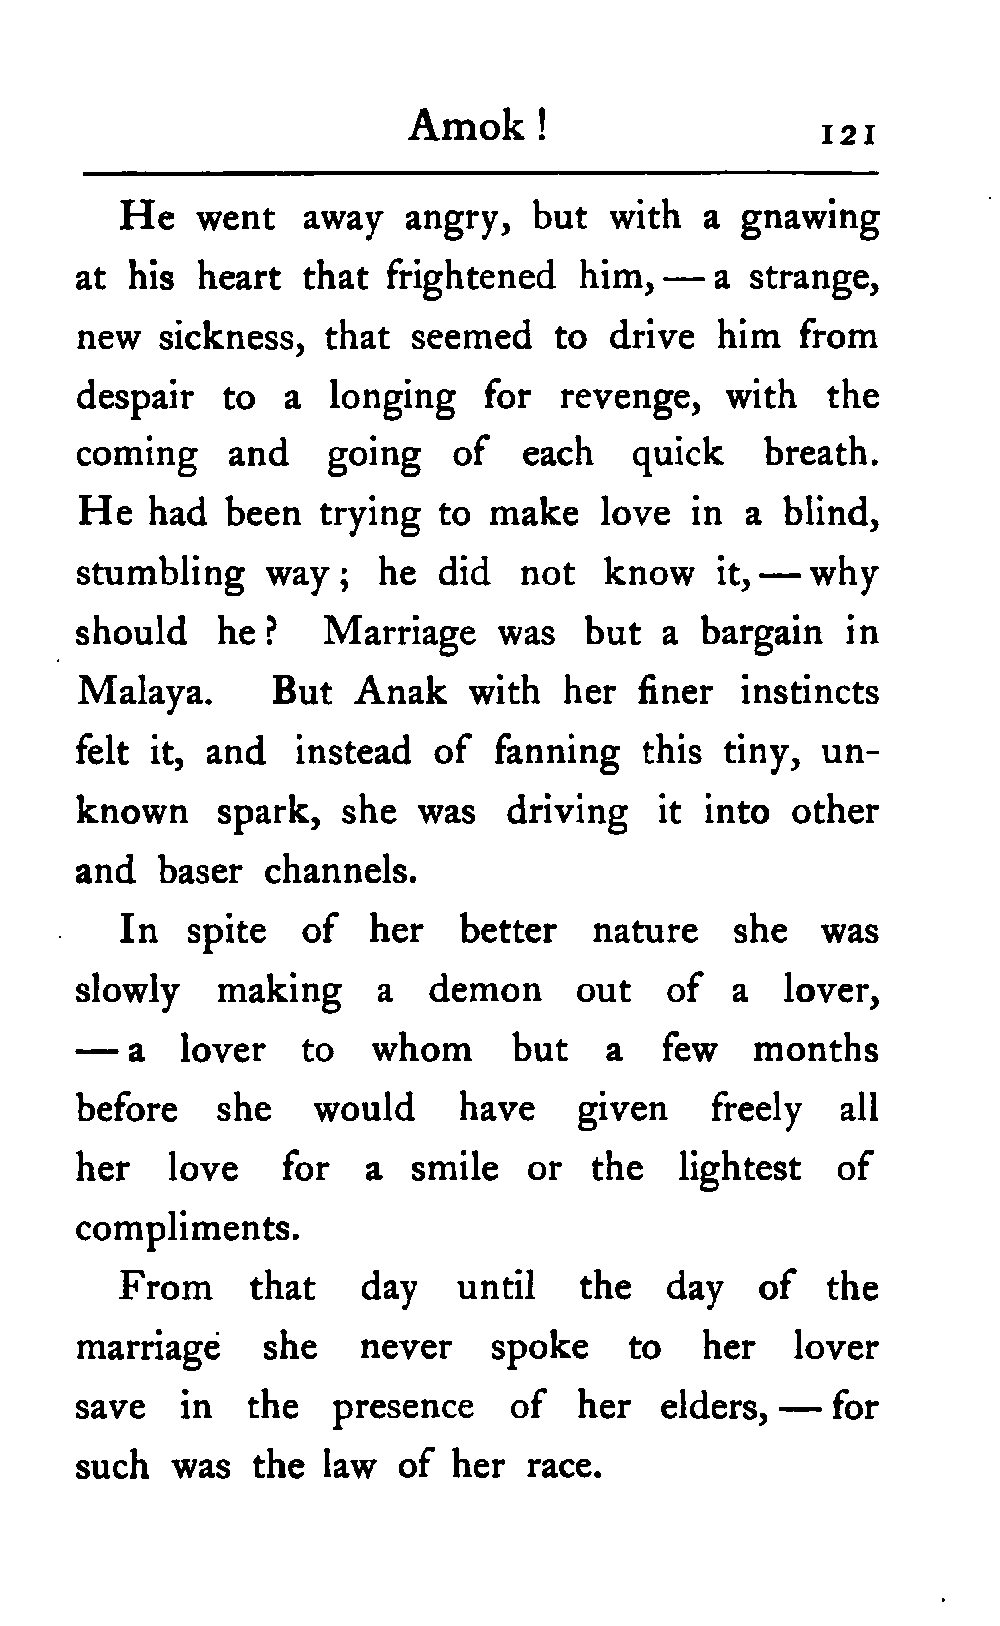 Amok ! 121
He went away angry, but with a gnawing
at his heart that frightened him, — a strange,
new sickness, that seemed to drive him from
despair to a longing for revenge, with the
coming and going of each quick breath.
He had been trying to make love in a blind,
stumbling way ; he did not know it, — why
should he ? Marriage was but a bargain in
Malaya. But Anak with her finer instincts
felt it, and instead of fanning this tiny, un-
known spark, she was driving it into other
and baser channels.
In spite of her better nature she was
slowly making a demon out of a lover,
— a lover to whom but a few months
before she would have given freely all
her love for a smile or the lightest of
compliments.
From that day until the day of the
marriage she never spoke to her lover
save in the presence of her elders, — for
such was the law of her race.